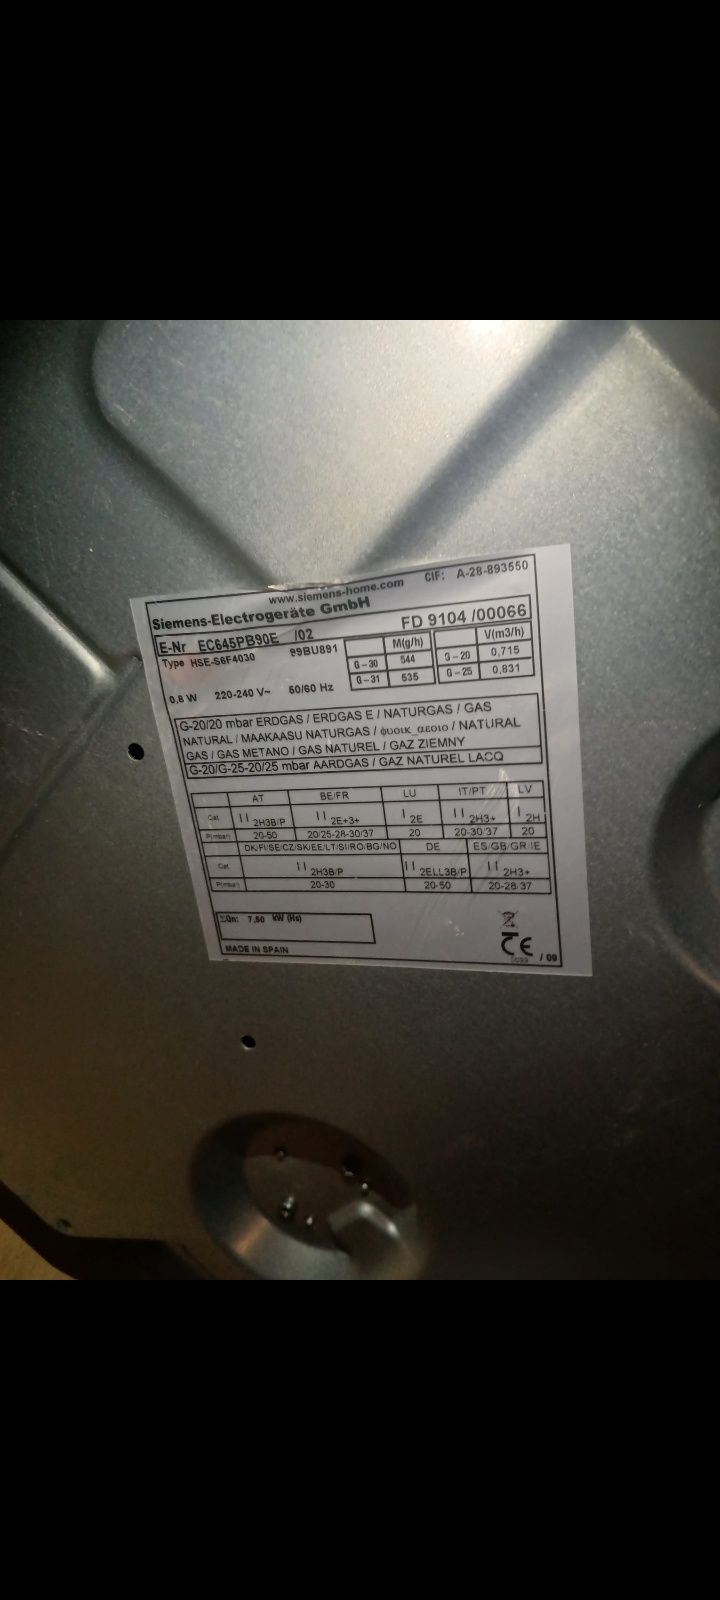 www.siemens-home.com CIF: A-28-893550
Siemens-Electrogeräte GmbH
E-Nr EC645PB90E /02 FD 9104 /00066
Type HSE-S6F4030 99BU891
M(g/h) V(m3/h)
G-30 544 G-20 0,715
G-31 535 G-25 0,831
0.8 W 220-240 V~ 50/60 Hz
G-20/20 mbar ERDGAS / ERDGAS E / NATURGAS / GAS
NATURAL / MAAKAASU NATURGAS / φυσικ_αεσιο / NATURAL
GAS / GAS METANO / GAS NATUREL / GAZ ZIEMNY
G-20/G-25-20/25 mbar AARDGAS / GAZ NATUREL LACQ
AT BE/FR LU IT/PT LV
Cat II 2H3B/P II 2E+3+ I 2E II 2H3+ I 2H
P(mbar) 20-50 20/25-28-30/37 20 20-30/37 20
DK/FI/SE/CZ/SK/EE/LT/SI/RO/BG/NO DE ES/GB/GR/IE
Cat II 2H3B/P II 2ELL3B/P II 2H3+
P(mbar) 20-30 20-50 20-28/37
ΣQn: 7,50 kW (Hs)
MADE IN SPAIN
CE
/ 09